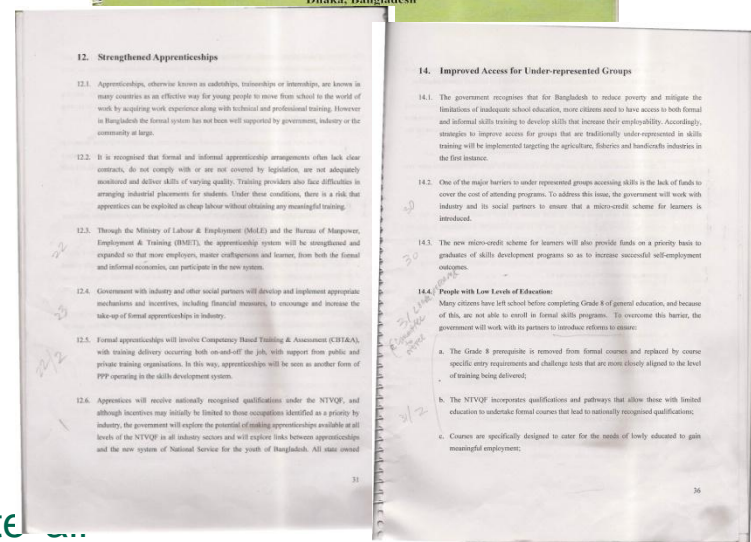 Dhaka, Bangladesh
12. Strengthened Apprenticeships
12.1. Apprenticeships, otherwise known as cadetships, traineeships or internships, are known in
many countries as an effective way for young people to move from school to the world of
work by acquiring work experience along with technical and professional training. However
in Bangladesh the formal system has not been well supported by government, industry or the
community at large.
12.2. It is recognised that formal and informal apprenticeship arrangements often lack clear
contracts, do not comply with or are not covered by legislation, are not adequately
monitored and deliver skills of varying quality. Training providers also face difficulties in
arranging industrial placements for students. Under these conditions, there is a risk that
apprentices can be exploited as cheap labour without obtaining any meaningful training.
12.3. Through the Ministry of Labour & Employment (MoLE) and the Bureau of Manpower,
Employment & Training (BMET), the apprenticeship system will be strengthened and
expanded so that more employers, master craftspersons and learner, from both the formal
and informal economies, can participate in the new system.
12.4. Government with industry and other social partners will develop and implement appropriate
mechanisms and incentives, including financial measures, to encourage and increase the
take-up of formal apprenticeships in industry.
12.5. Formal apprenticeships will involve Competency Based Training & Assessment (CBT&A),
with training delivery occurring both on-and-off the job, with support from public and
private training organisations. In this way, apprenticeships will be seen as another form of
PPP operating in the skills development system.
12.6. Apprentices will receive nationally recognised qualifications under the NTVQF, and
although incentives may initially be limited to those occupations identified as a priority by
industry, the government will explore the potential of making apprenticeships available at all
levels of the NTVQF in all industry sectors and will explore links between apprenticeships
and the new system of National Service for the youth of Bangladesh. All state owned
31
14. Improved Access for Under-represented Groups
14.1. The government recognises that for Bangladesh to reduce poverty and mitigate the
limitations of inadequate school education, more citizens need to have access to both formal
and informal skills training to develop skills that increase their employability. Accordingly,
strategies to improve access for groups that are traditionally under-represented in skills
training will be implemented targeting the agriculture, fisheries and handicrafts industries in
the first instance.
14.2. One of the major barriers to under represented groups accessing skills is the lack of funds to
cover the cost of attending programs. To address this issue, the government will work with
industry and its social partners to ensure that a micro-credit scheme for learners is
introduced.
14.3. The new micro-credit scheme for learners will also provide funds on a priority basis to
graduates of skills development programs so as to increase successful self-employment
outcomes.
14.4. People with Low Levels of Education:
Many citizens have left school before completing Grade 8 of general education, and because
of this, are not able to enroll in formal skills programs. To overcome this barrier, the
government will work with its partners to introduce reforms to ensure:
a. The Grade 8 prerequisite is removed from formal courses and replaced by course
specific entry requirements and challenge tests that are more closely aligned to the level
of training being delivered;
b. The NTVQF incorporates qualifications and pathways that allow those with limited
education to undertake formal courses that lead to nationally recognised qualifications;
c. Courses are specifically designed to cater for the needs of lowly educated to gain
meaningful employment;
36